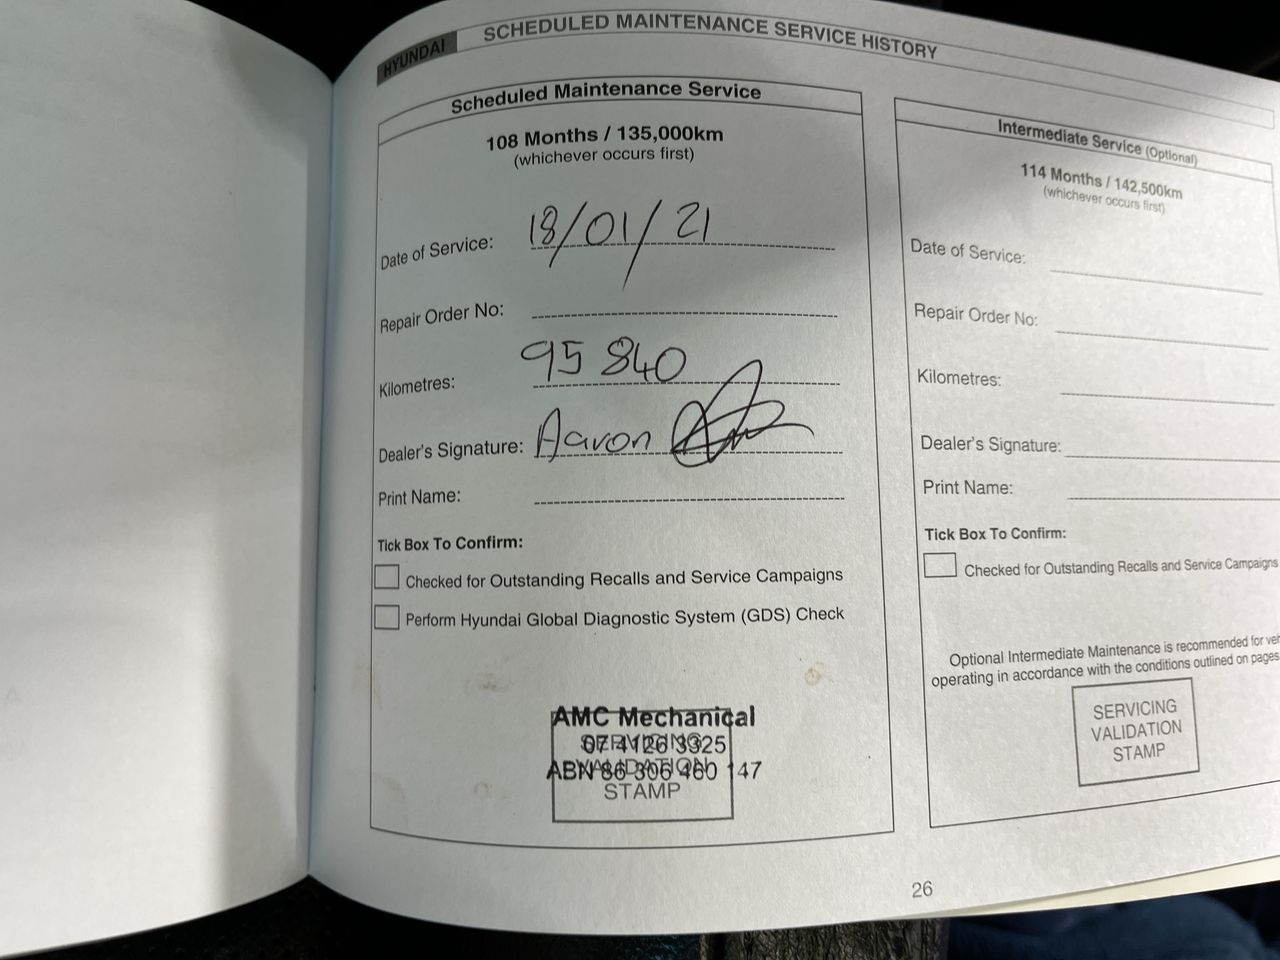 HYUNDAI
SCHEDULED MAINTENANCE SERVICE HISTORY
Scheduled Maintenance Service
108 Months / 135,000km
(whichever occurs first)
Date of Service: 18/01/21
Repair Order No:
Kilometres: 95 840
Dealer's Signature: Aaron
Print Name:
Tick Box To Confirm:
Checked for Outstanding Recalls and Service Campaigns
Perform Hyundai Global Diagnostic System (GDS) Check
AMC Mechanical
07 4126 3325
ABN 86 306 460 147
SERVICING
VALIDATION
STAMP
Intermediate Service (Optional)
114 Months / 142,500km
(whichever occurs first)
Date of Service:
Repair Order No:
Kilometres:
Dealer's Signature:
Print Name:
Tick Box To Confirm:
Checked for Outstanding Recalls and Service Campaigns
Optional Intermediate Maintenance is recommended for veh
operating in accordance with the conditions outlined on pages
SERVICING
VALIDATION
STAMP
26